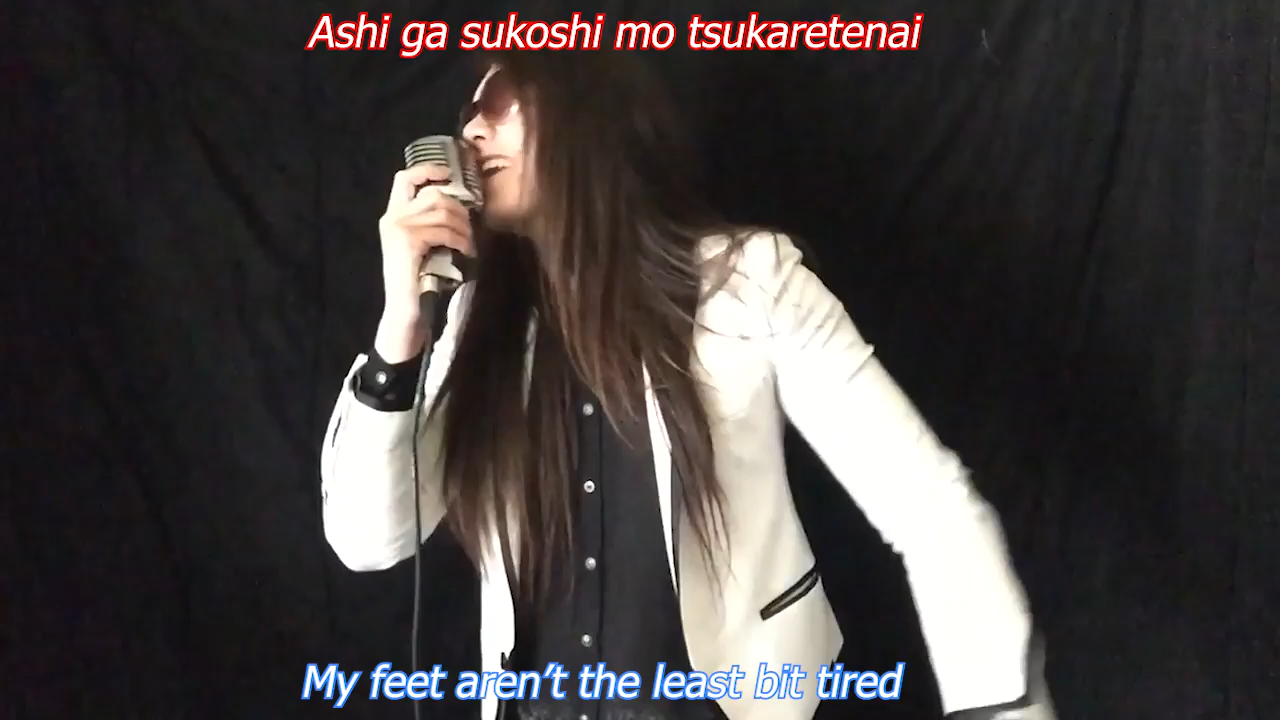 Ashi ga sukoshi mo tsukaretenai
My feet aren’t the least bit tired